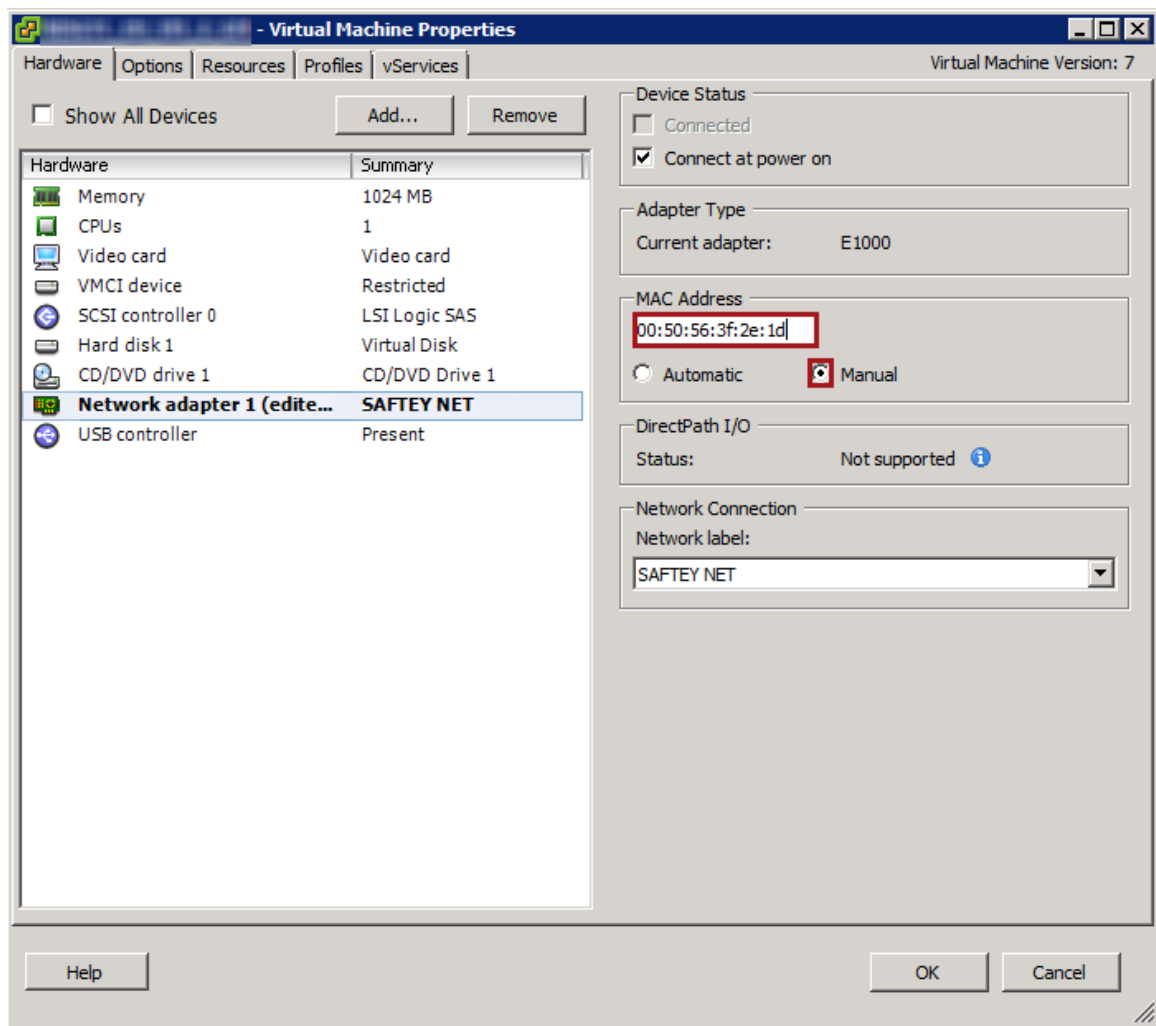 - Virtual Machine Properties
Hardware Options Resources Profiles vServices Virtual Machine Version: 7
Show All Devices Add... Remove
Hardware Summary
Memory 1024 MB
CPUs 1
Video card Video card
VMCI device Restricted
SCSI controller 0 LSI Logic SAS
Hard disk 1 Virtual Disk
CD/DVD drive 1 CD/DVD Drive 1
Network adapter 1 (edite... SAFTEY NET
USB controller Present
Device Status
Connected
Connect at power on
Adapter Type
Current adapter: E1000
MAC Address
00:50:56:3f:2e:1d
Automatic Manual
DirectPath I/O
Status: Not supported
Network Connection
Network label:
SAFTEY NET
Help OK Cancel